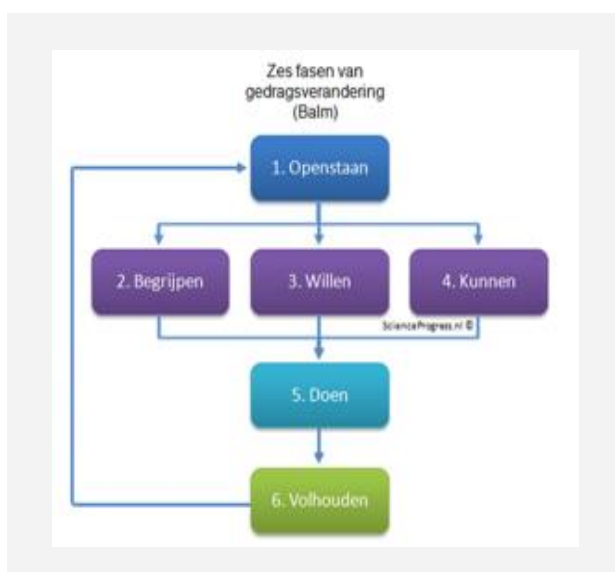 Zes fasen van
gedragsverandering
(Balm)
1. Openstaan
2. Begrijpen
3. Willen
4. Kunnen
ScienceProgress.nl ©
5. Doen
6. Volhouden